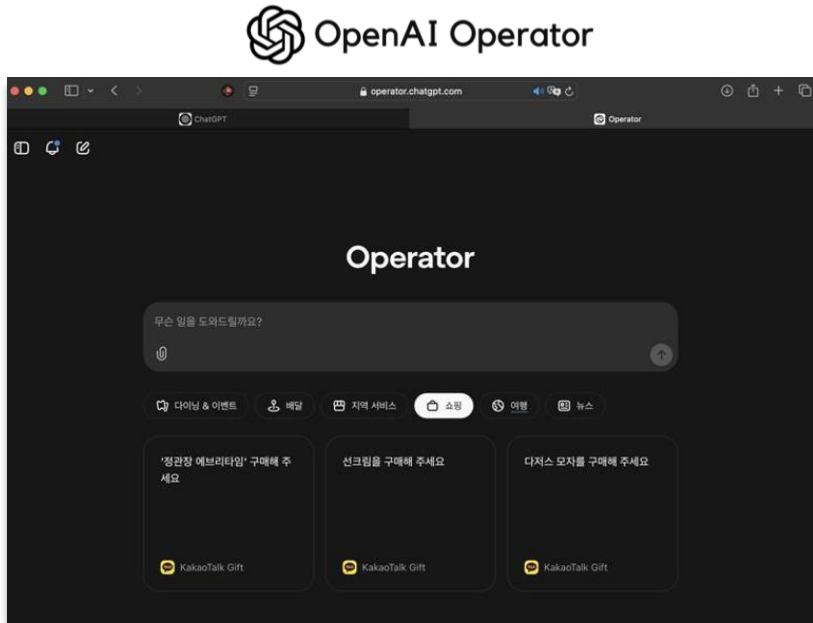 OpenAI Operator
operator.chatgpt.com
ChatGPT
Operator
Operator
무슨 일을 도와드릴까요?
다이닝 & 이벤트
배달
지역 서비스
쇼핑
여행
뉴스
'정관장 에브리타임' 구매해 주
세요
선크림을 구매해 주세요
다저스 모자를 구매해 주세요
KakaoTalk Gift
KakaoTalk Gift
KakaoTalk Gift